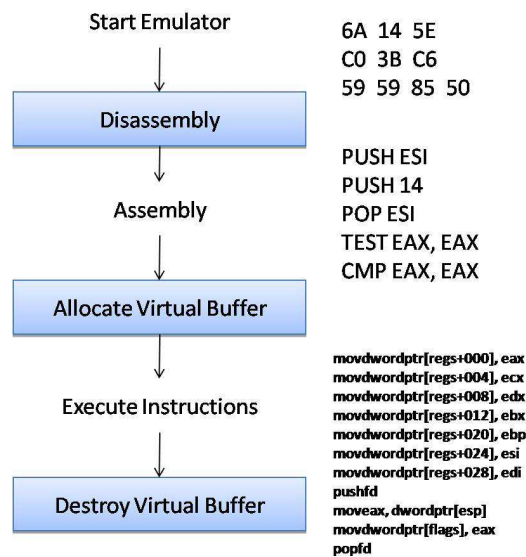 Start Emulator
Disassembly
Assembly
Allocate Virtual Buffer
Execute Instructions
Destroy Virtual Buffer
6A 14 5E
C0 3B C6
59 59 85 50
PUSH ESI
PUSH 14
POP ESI
TEST EAX, EAX
CMP EAX, EAX
movdwordptr[regs+000], eax
movdwordptr[regs+004], ecx
movdwordptr[regs+008], edx
movdwordptr[regs+012], ebx
movdwordptr[regs+020], ebp
movdwordptr[regs+024], esi
movdwordptr[regs+028], edi
pushfd
moveax, dwordptr[esp]
movdwordptr[flags], eax
popfd